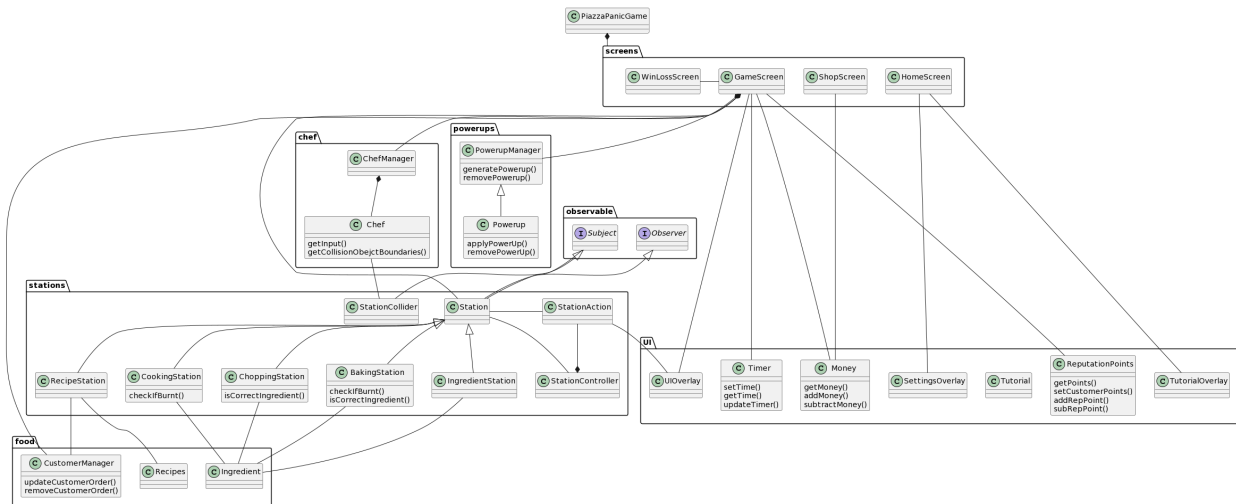 C PiazzaPanicGame
screens
C WinLossScreen
C GameScreen
C ShopScreen
C HomeScreen
chef
C ChefManager
C Chef
getInput()
getCollisionObejctBoundaries()
powerups
C PowerupManager
generatePowerup()
removePowerup()
C Powerup
applyPowerUp()
removePowerUp()
observable
I Subject
I Observer
stations
C StationCollider
C Station
C StationAction
C RecipeStation
C CookingStation
checkIfBurnt()
C ChoppingStation
isCorrectIngredient()
C BakingStation
checkIfBurnt()
isCorrectIngredient()
C IngredientStation
C StationController
UI
C UIOverlay
C Timer
setTime()
getTime()
updateTimer()
C Money
getMoney()
addMoney()
subtractMoney()
C SettingsOverlay
C Tutorial
C ReputationPoints
getPoints()
setCustomerPoints()
addRepPoint()
subRepPoint()
C TutorialOverlay
food
C CustomerManager
updateCustomerOrder()
removeCustomerOrder()
C Recipes
C Ingredient